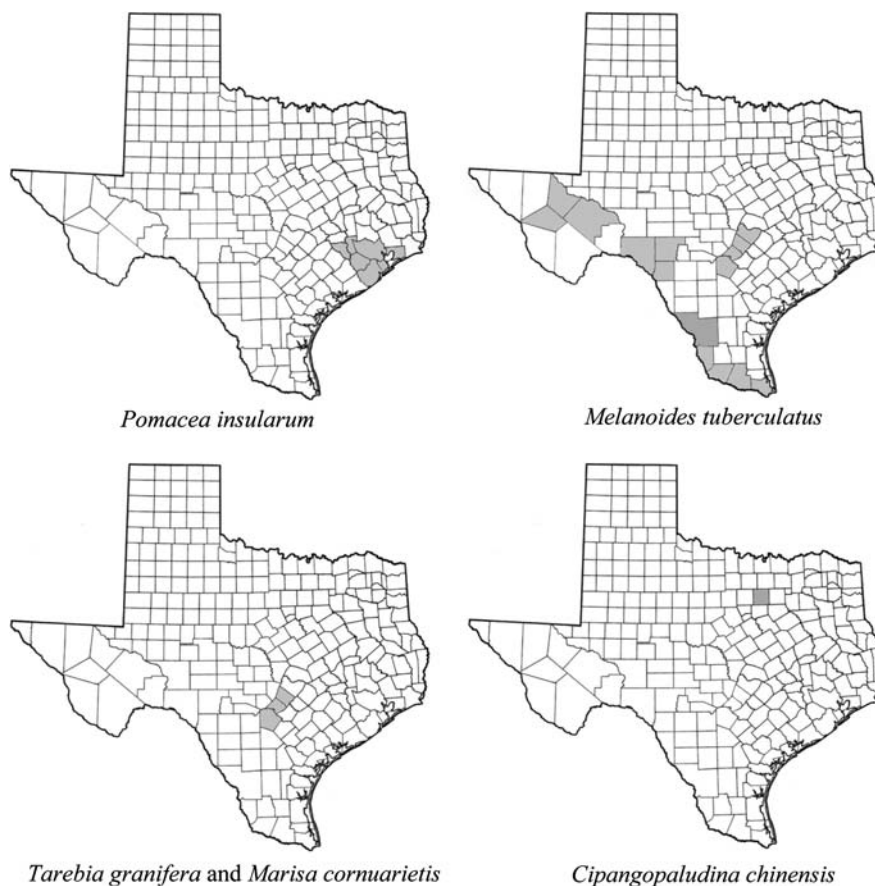 Pomacea insularum
Melanoides tuberculatus
Tarebia granifera and Marisa cornuarietis
Cipangopaludina chinensis